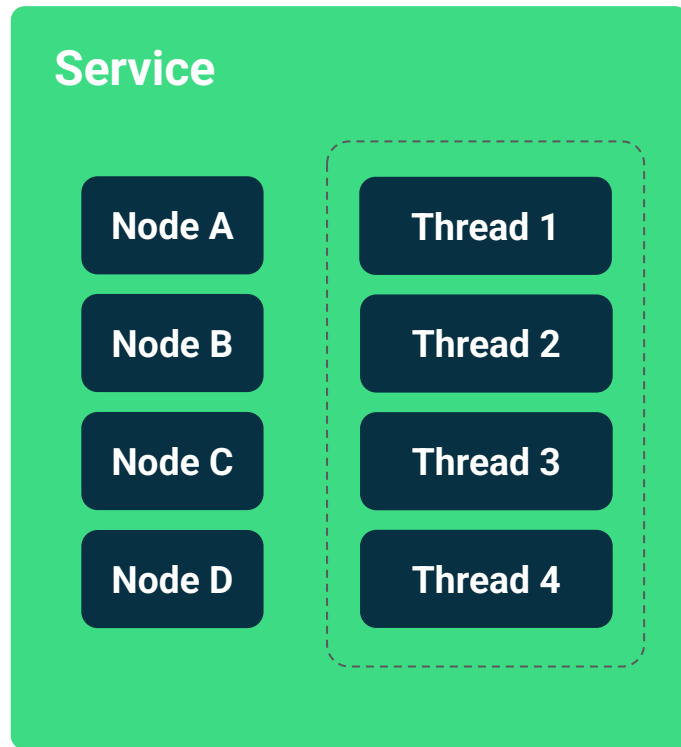 Service
Node A
Thread 1
Node B
Thread 2
Node C
Thread 3
Node D
Thread 4